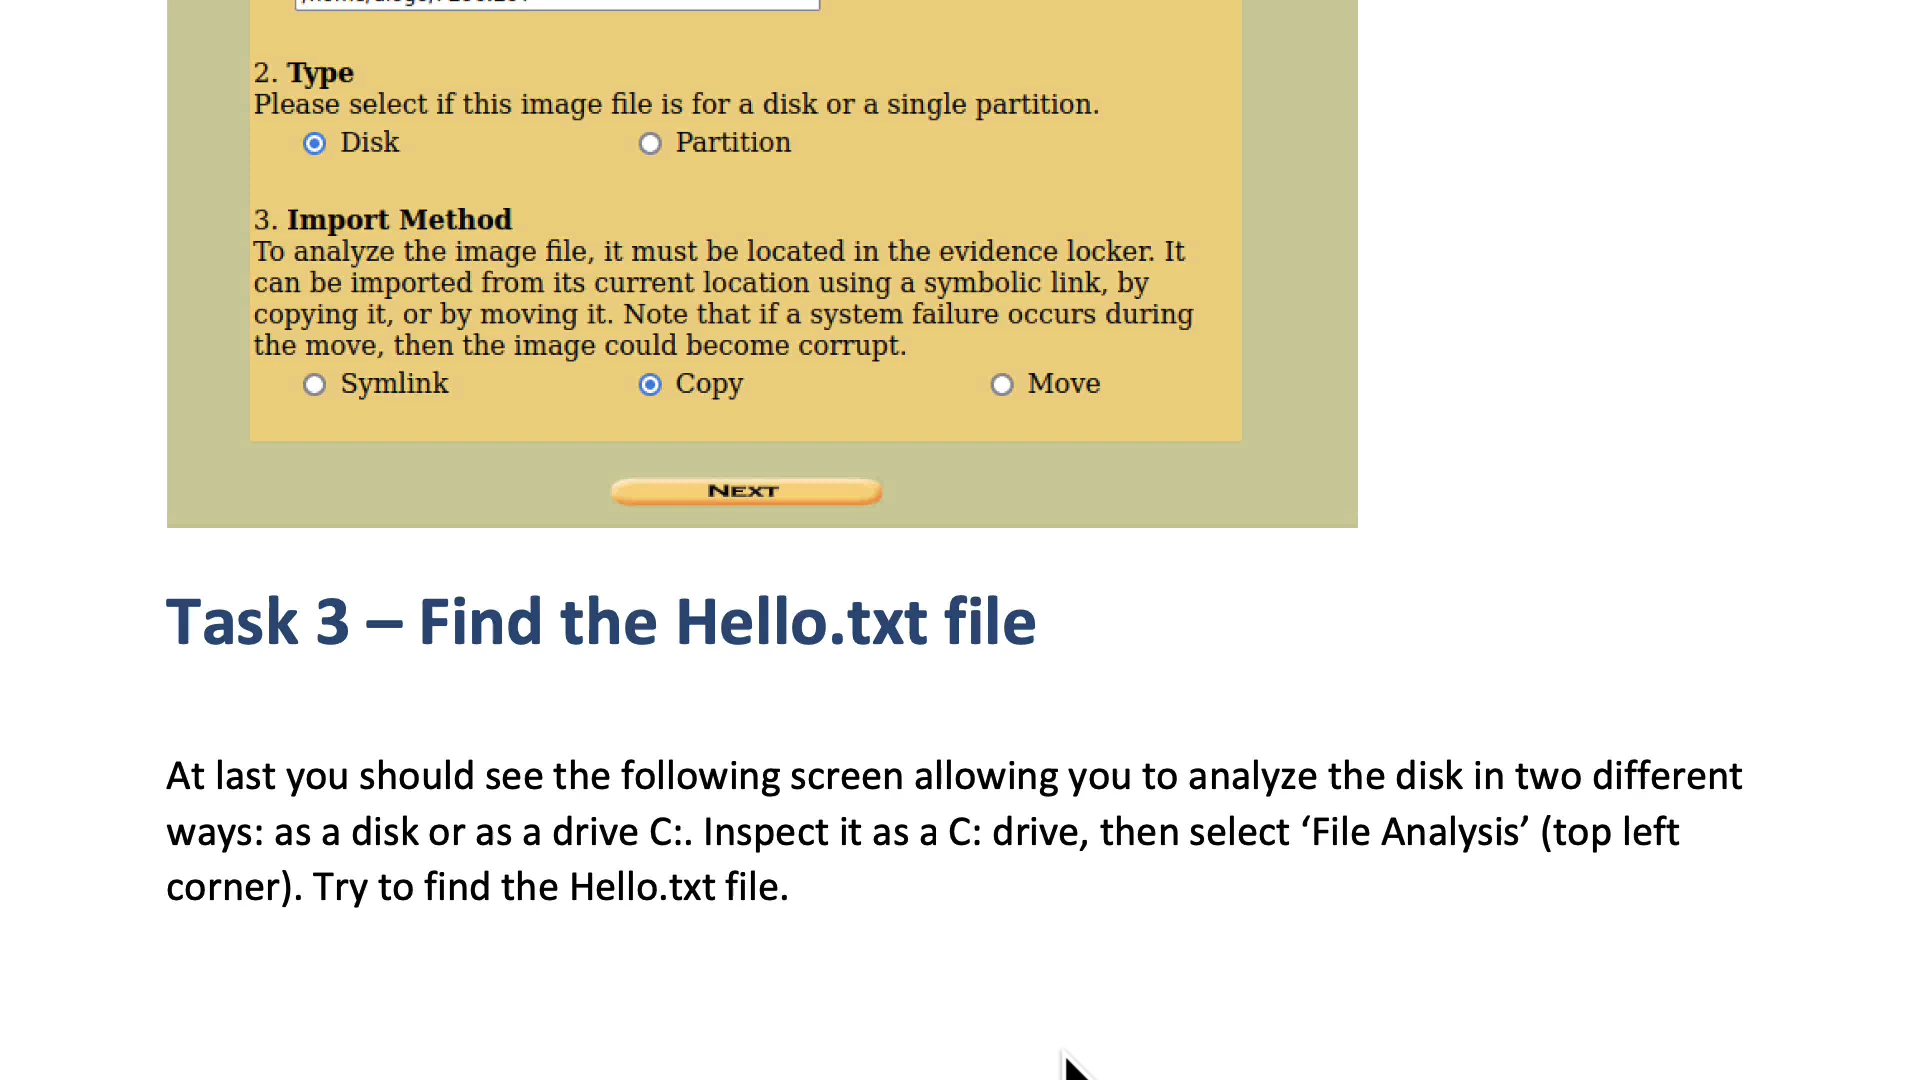 2. Type
Please select if this image file is for a disk or a single partition.
Disk Partition
3. Import Method
To analyze the image file, it must be located in the evidence locker. It
can be imported from its current location using a symbolic link, by
copying it, or by moving it. Note that if a system failure occurs during
the move, then the image could become corrupt.
Symlink Copy Move
NEXT
Task 3 – Find the Hello.txt file
At last you should see the following screen allowing you to analyze the disk in two different
ways: as a disk or as a drive C:. Inspect it as a C: drive, then select ‘File Analysis’ (top left
corner). Try to find the Hello.txt file.